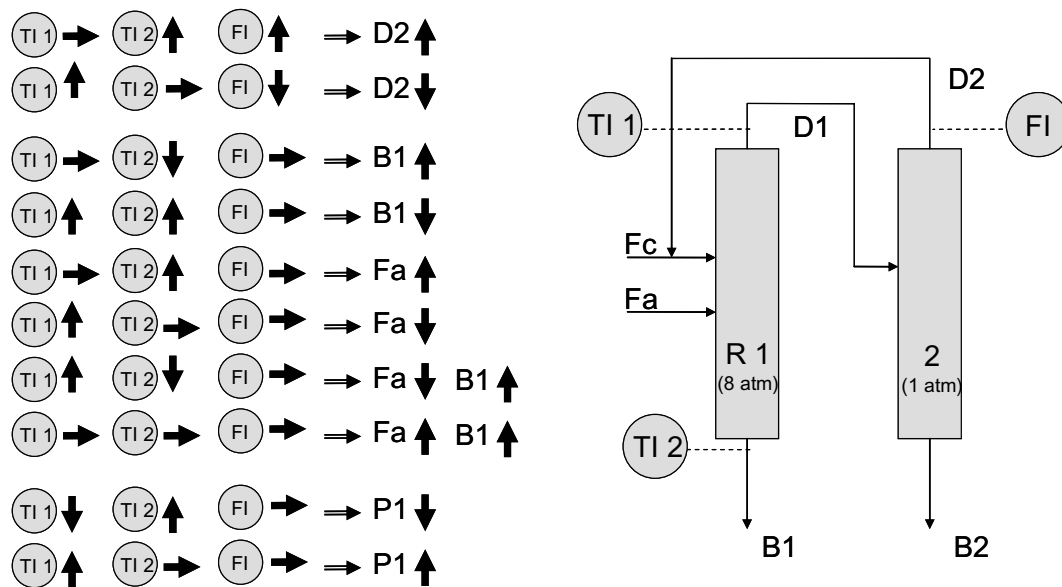 TI 1 TI 2 FI D2
TI 1 TI 2 FI D2
TI 1 TI 2 FI B1
TI 1 TI 2 FI B1
TI 1 TI 2 FI Fa
TI 1 TI 2 FI Fa
TI 1 TI 2 FI Fa B1
TI 1 TI 2 FI Fa B1
TI 1 TI 2 FI P1
TI 1 TI 2 FI P1
D2
TI 1
D1
FI
Fc
Fa
R 1
(8 atm)
2
(1 atm)
TI 2
B1
B2